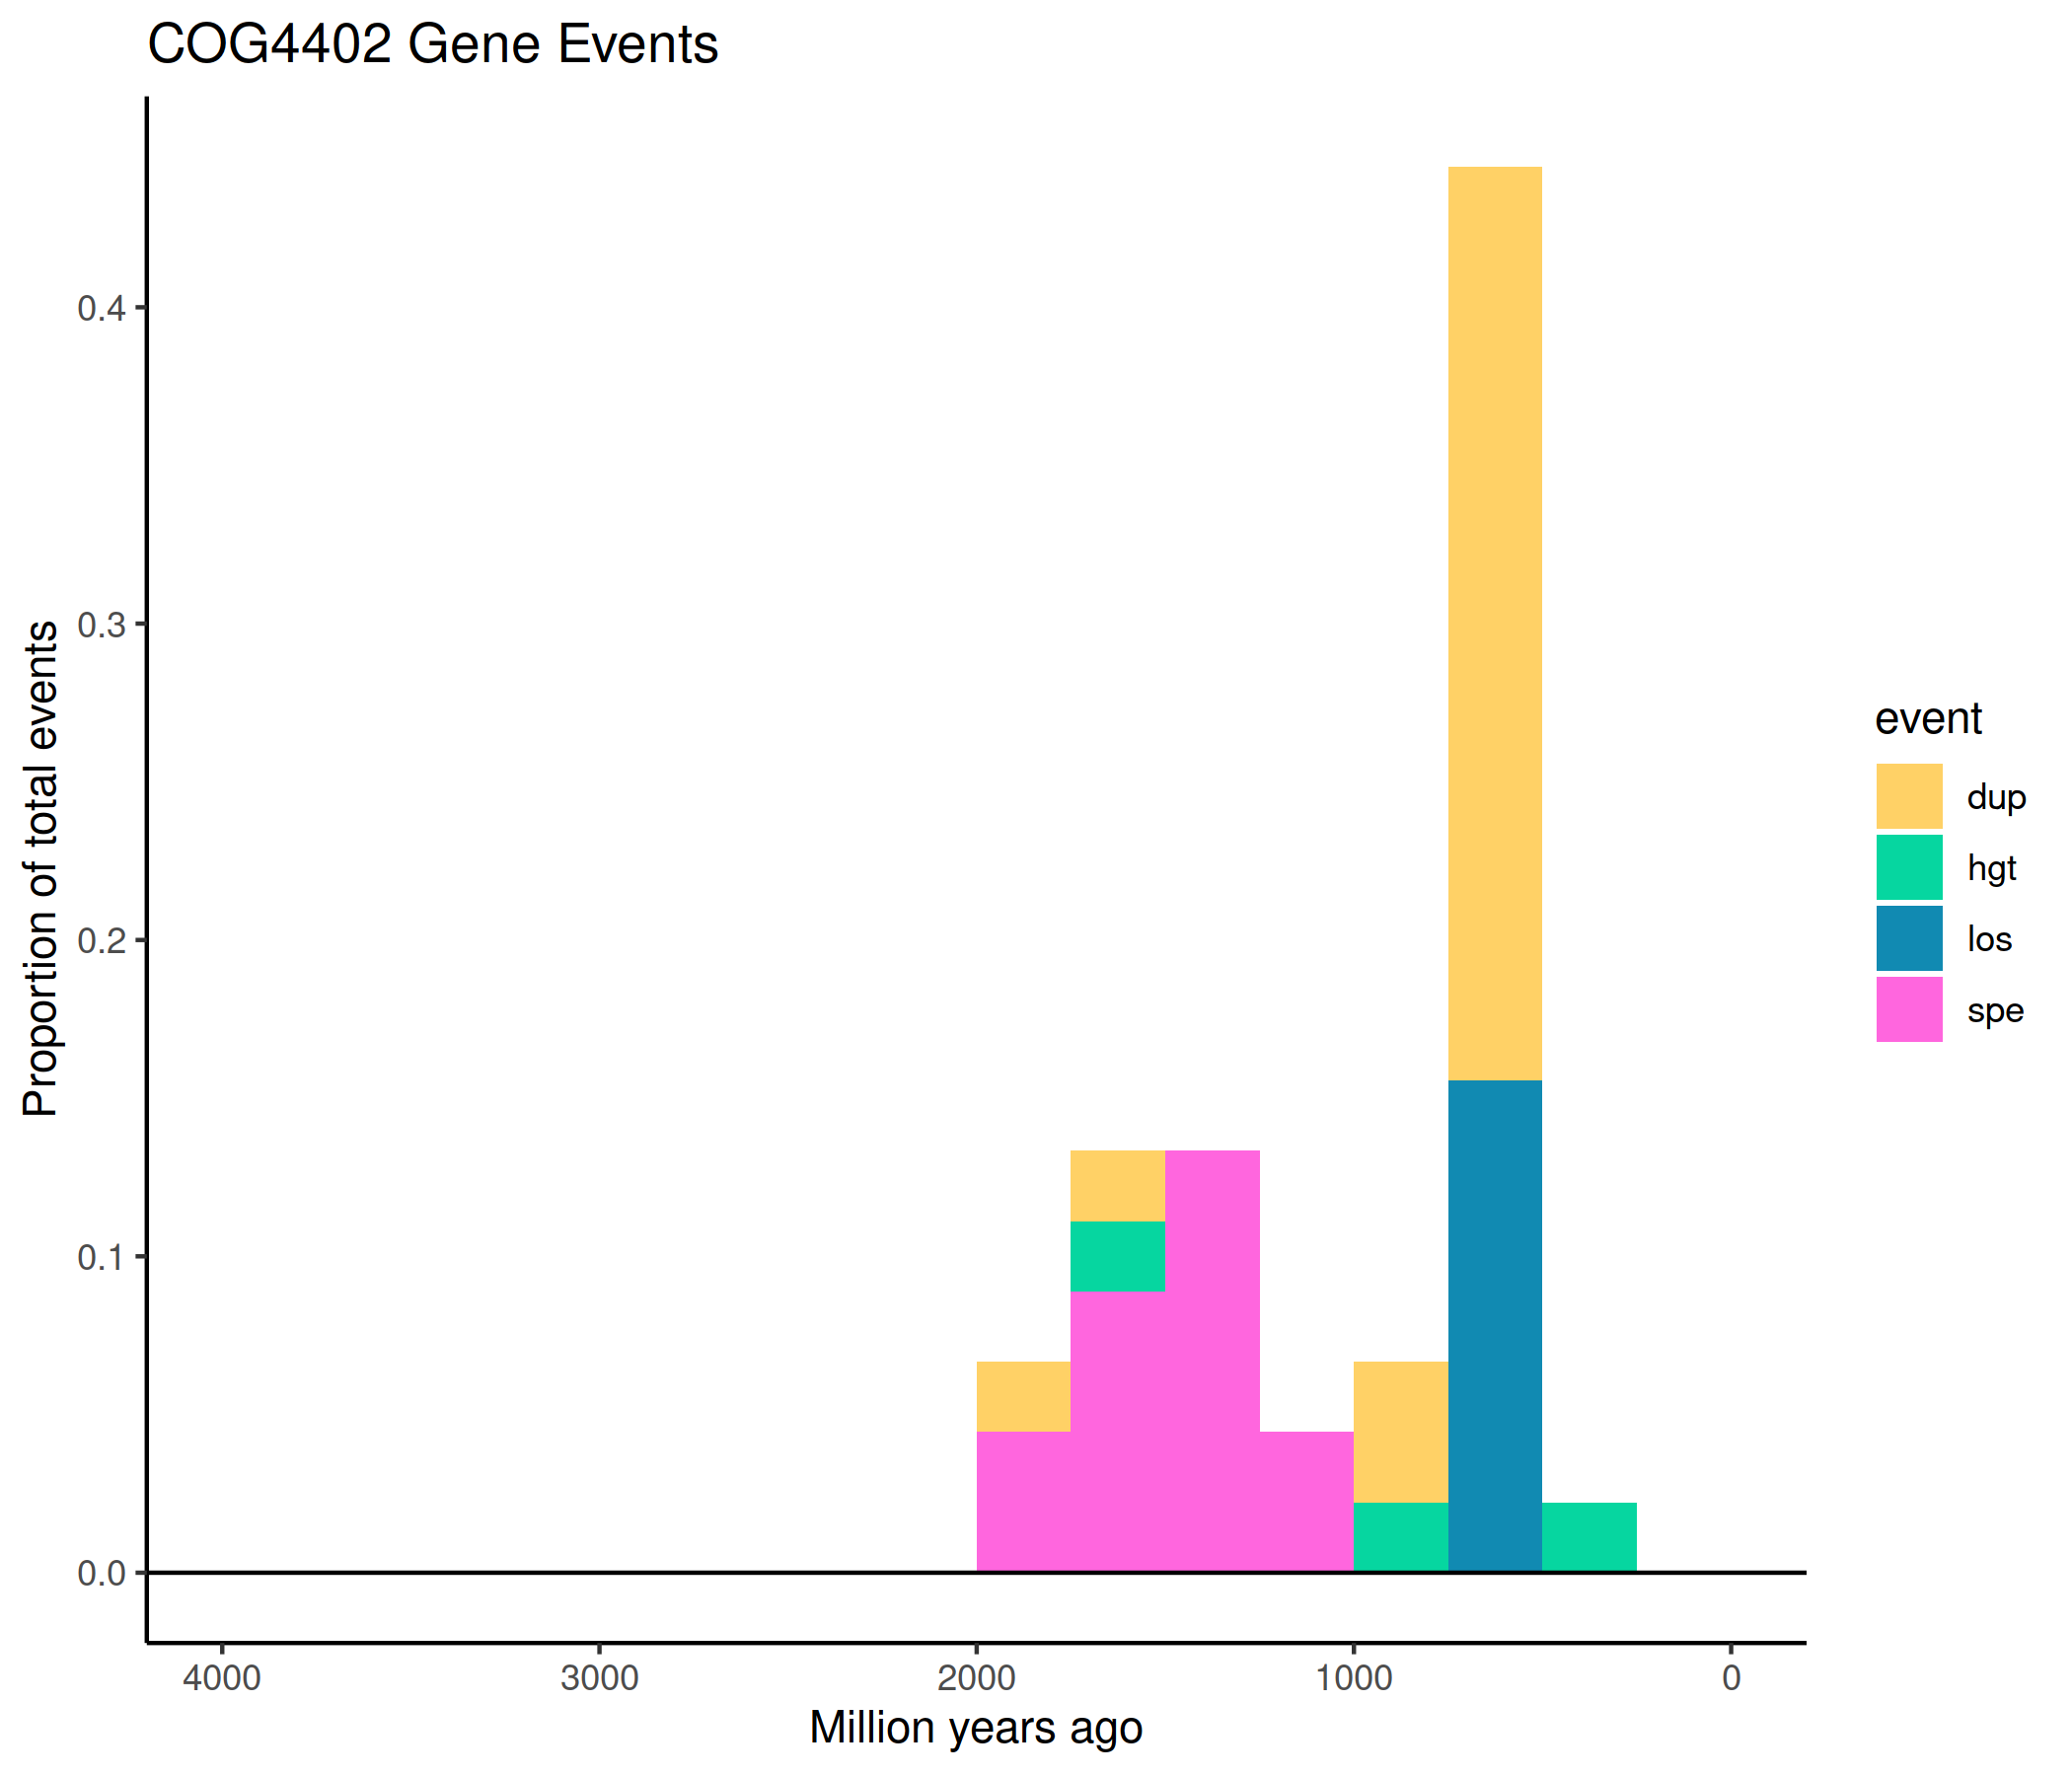 COG4402 Gene Events
Proportion of total events
0.4
0.3
0.2
0.1
0.0
4000 3000 2000 1000 0
Million years ago
event
dup
hgt
los
spe